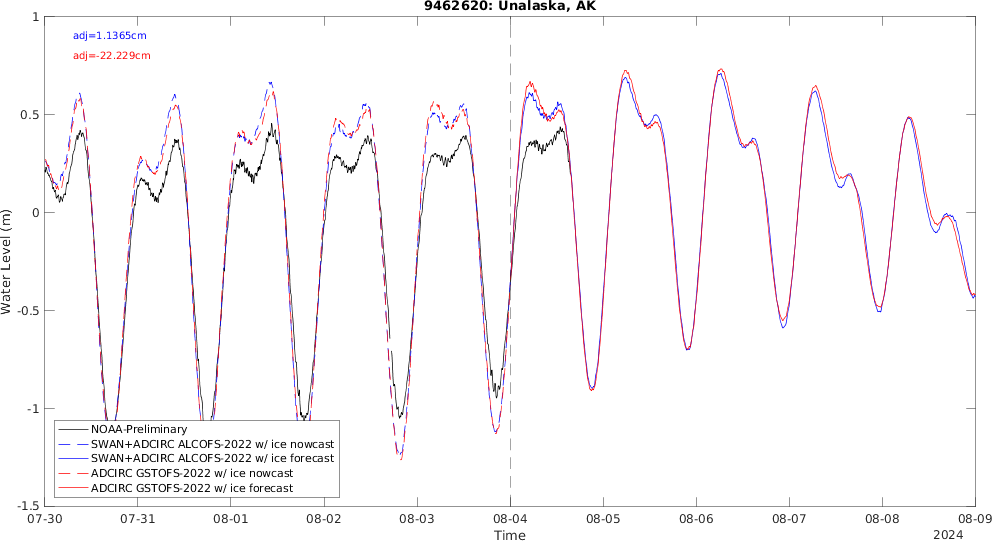 9462620: Unalaska, AK
adj=1.1365cm
adj=-22.229cm
1
0.5
0
-0.5
-1
-1.5
Water Level (m)
NOAA-Preliminary
SWAN+ADCIRC ALCOFS-2022 w/ ice nowcast
SWAN+ADCIRC ALCOFS-2022 w/ ice forecast
ADCIRC GSTOFS-2022 w/ ice nowcast
ADCIRC GSTOFS-2022 w/ ice forecast
07-30 07-31 08-01 08-02 08-03 08-04 08-05 08-06 08-07 08-08 08-09
Time
2024